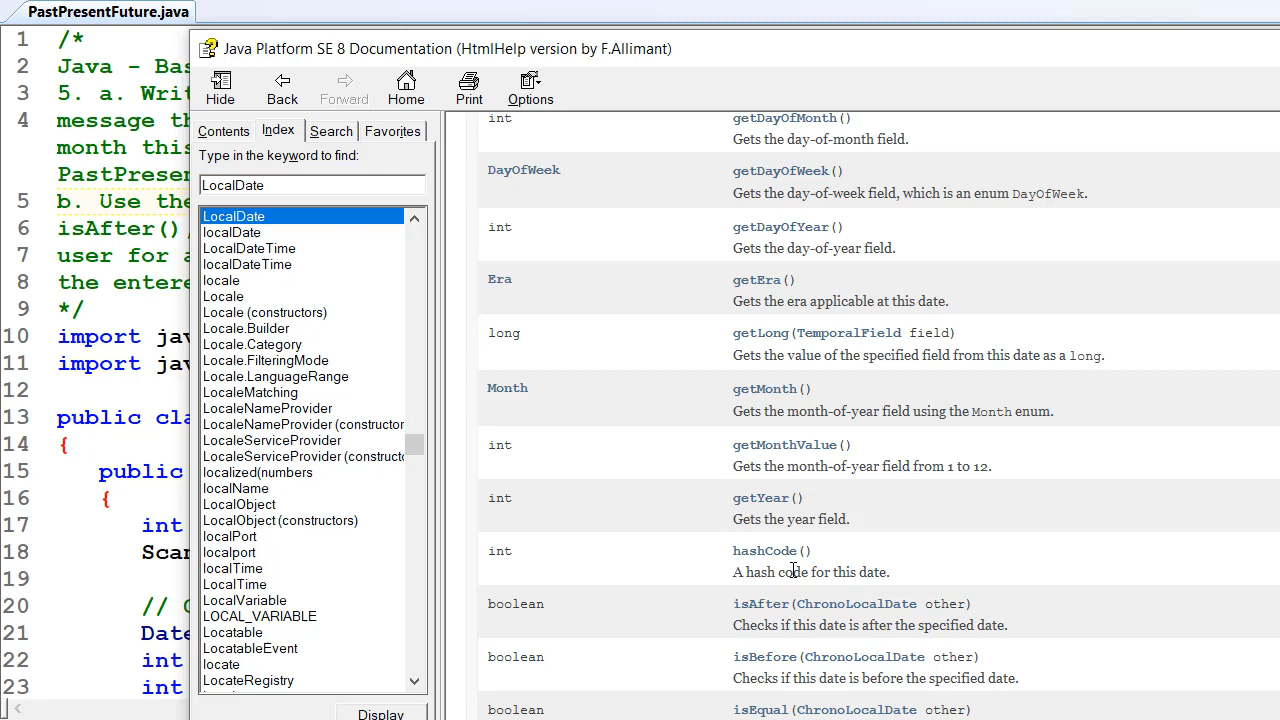 PastPresentFuture.java
1 /*
2 Java - Bas
3 5. a. Writ
4 message th
month this
PastPresen
5 b. Use the
6 isAfter()
7 user for a
8 the entere
9 */
10 import jav
11 import jav
12
13 public cla
14 {
15 public
16 {
17 int
18 Scan
19
20 // C
21 Date
22 int
23 int
Java Platform SE 8 Documentation (HtmlHelp version by F.Allimant)
Hide Back Forward Home Print Options
Contents Index Search Favorites
Type in the keyword to find:
LocalDate
LocalDate
localDate
LocalDateTime
localDateTime
locale
Locale
Locale (constructors)
Locale.Builder
Locale.Category
Locale.FilteringMode
Locale.LanguageRange
LocaleMatching
LocaleNameProvider
LocaleNameProvider (constructor
LocaleServiceProvider
LocaleServiceProvider (constructo
localized(numbers
localName
LocalObject
LocalObject (constructors)
localPort
localport
localTime
LocalTime
LocalVariable
LOCAL_VARIABLE
Locatable
LocatableEvent
locate
LocateRegistry
Display
int getDayOfMonth()
Gets the day-of-month field.
DayOfWeek getDayOfWeek()
Gets the day-of-week field, which is an enum DayOfWeek.
int getDayOfYear()
Gets the day-of-year field.
Era getEra()
Gets the era applicable at this date.
long getLong(TemporalField field)
Gets the value of the specified field from this date as a long.
Month getMonth()
Gets the month-of-year field using the Month enum.
int getMonthValue()
Gets the month-of-year field from 1 to 12.
int getYear()
Gets the year field.
int hashCode()
A hash code for this date.
boolean isAfter(ChronoLocalDate other)
Checks if this date is after the specified date.
boolean isBefore(ChronoLocalDate other)
Checks if this date is before the specified date.
boolean isEqual(ChronoLocalDate other)